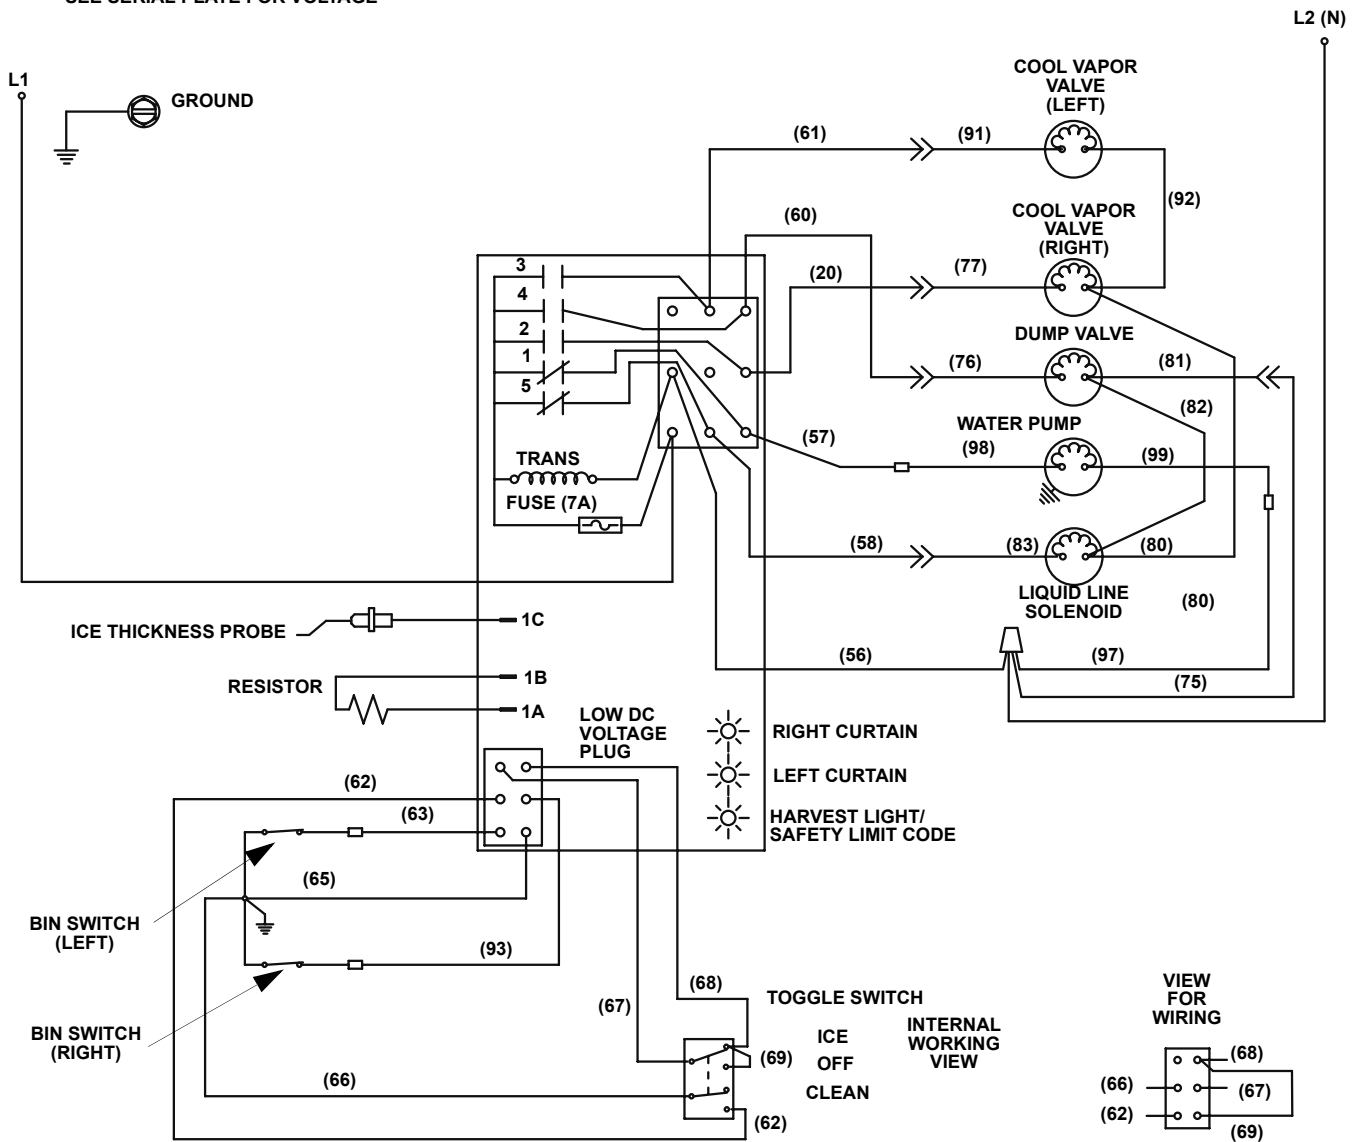 SEE SERIAL PLATE FOR VOLTAGE
L2 (N)
L1
GROUND
COOL VAPOR
VALVE
(LEFT)
(61)
(91)
(92)
COOL VAPOR
VALVE
(RIGHT)
(60)
(20)
(77)
3
4
2
1
5
DUMP VALVE
(76)
(81)
(82)
WATER PUMP
(57)
(98)
(99)
TRANS
FUSE (7A)
(58)
(83)
(80)
LIQUID LINE
SOLENOID
(80)
ICE THICKNESS PROBE
1C
(56)
(97)
(75)
RESISTOR
1B
1A
LOW DC
VOLTAGE
PLUG
RIGHT CURTAIN
LEFT CURTAIN
HARVEST LIGHT/
SAFETY LIMIT CODE
(62)
(63)
(65)
BIN SWITCH
(LEFT)
(93)
BIN SWITCH
(RIGHT)
(67)
(68)
TOGGLE SWITCH
ICE
OFF
CLEAN
INTERNAL
WORKING
VIEW
(69)
(66)
(62)
VIEW
FOR
WIRING
(68)
(66)
(67)
(62)
(69)